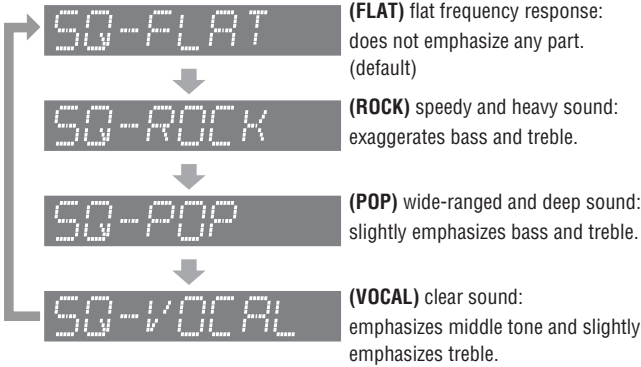 SQ-FLAT
(FLAT) flat frequency response:
does not emphasize any part.
(default)
SQ-ROCK
(ROCK) speedy and heavy sound:
exaggerates bass and treble.
SQ-POP
(POP) wide-ranged and deep sound:
slightly emphasizes bass and treble.
SQ-VOCAL
(VOCAL) clear sound:
emphasizes middle tone and slightly
emphasizes treble.